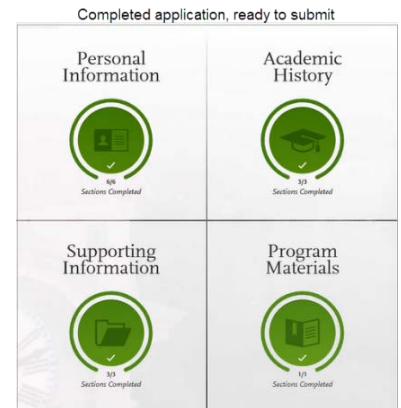 Completed application, ready to submit
Personal
Information
6/6
Sections Completed
Academic
History
3/3
Sections Completed
Supporting
Information
3/3
Sections Completed
Program
Materials
1/1
Sections Completed